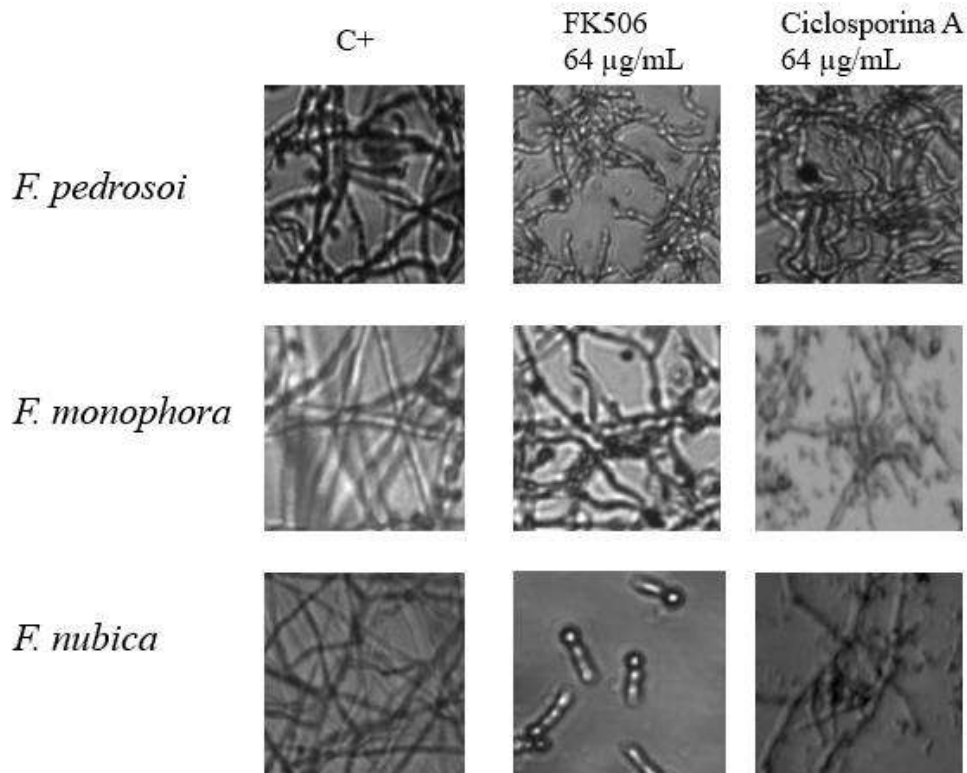 C+
FK506
64 µg/mL
Ciclosporina A
64 µg/mL
F. pedrosoi
F. monophora
F. nubica